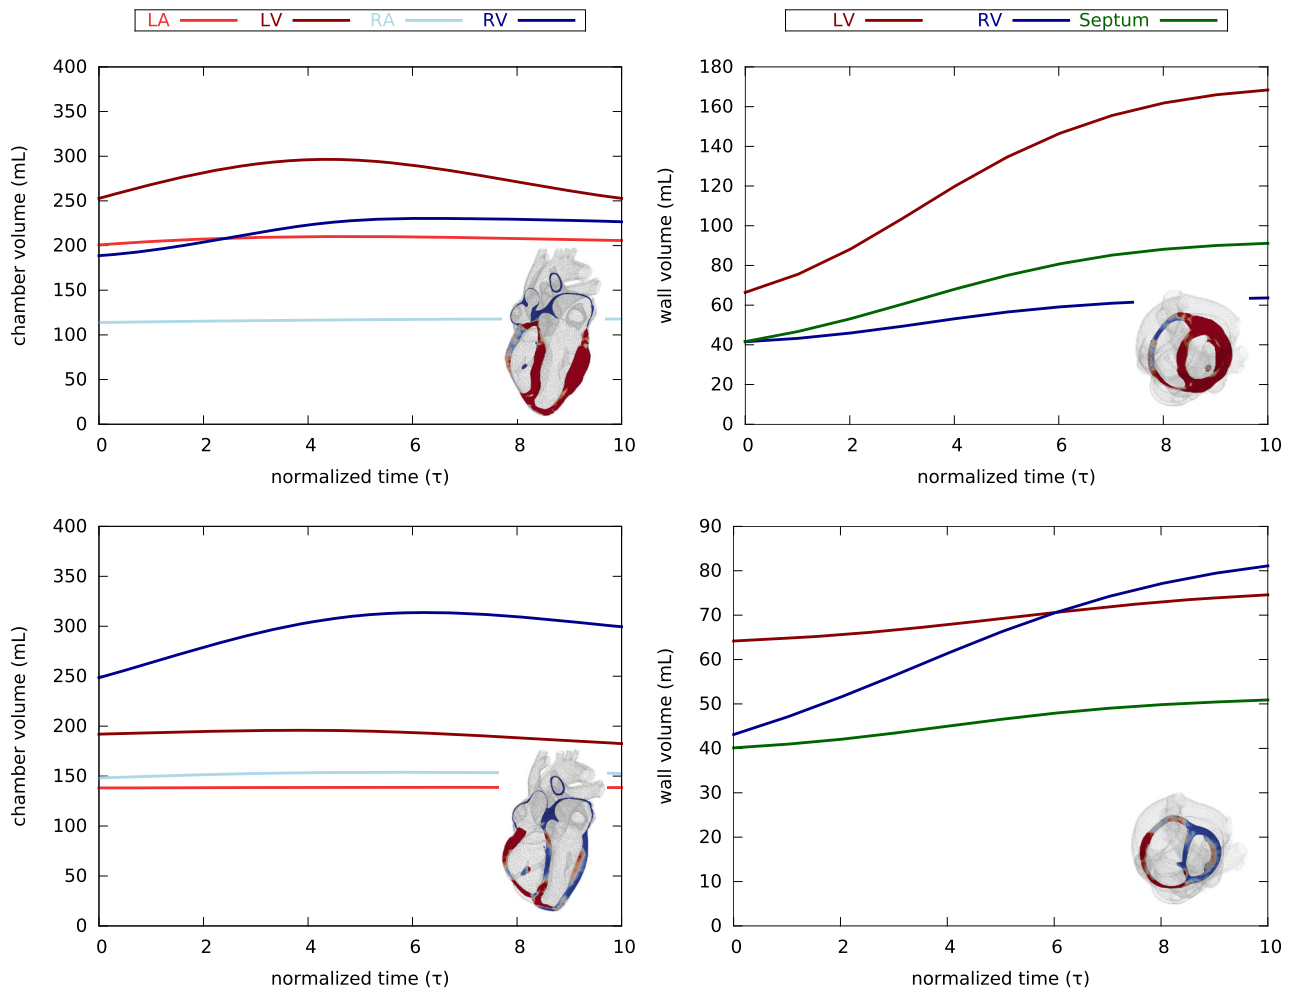 LA LV RA RV
LV RV Septum
400
350
300
250
200
150
100
50
0
chamber volume (mL)
0 2 4 6 8 10
normalized time (τ)
180
160
140
120
100
80
60
40
20
0
wall volume (mL)
0 2 4 6 8 10
normalized time (τ)
400
350
300
250
200
150
100
50
0
chamber volume (mL)
0 2 4 6 8 10
normalized time (τ)
90
80
70
60
50
40
30
20
10
0
wall volume (mL)
0 2 4 6 8 10
normalized time (τ)